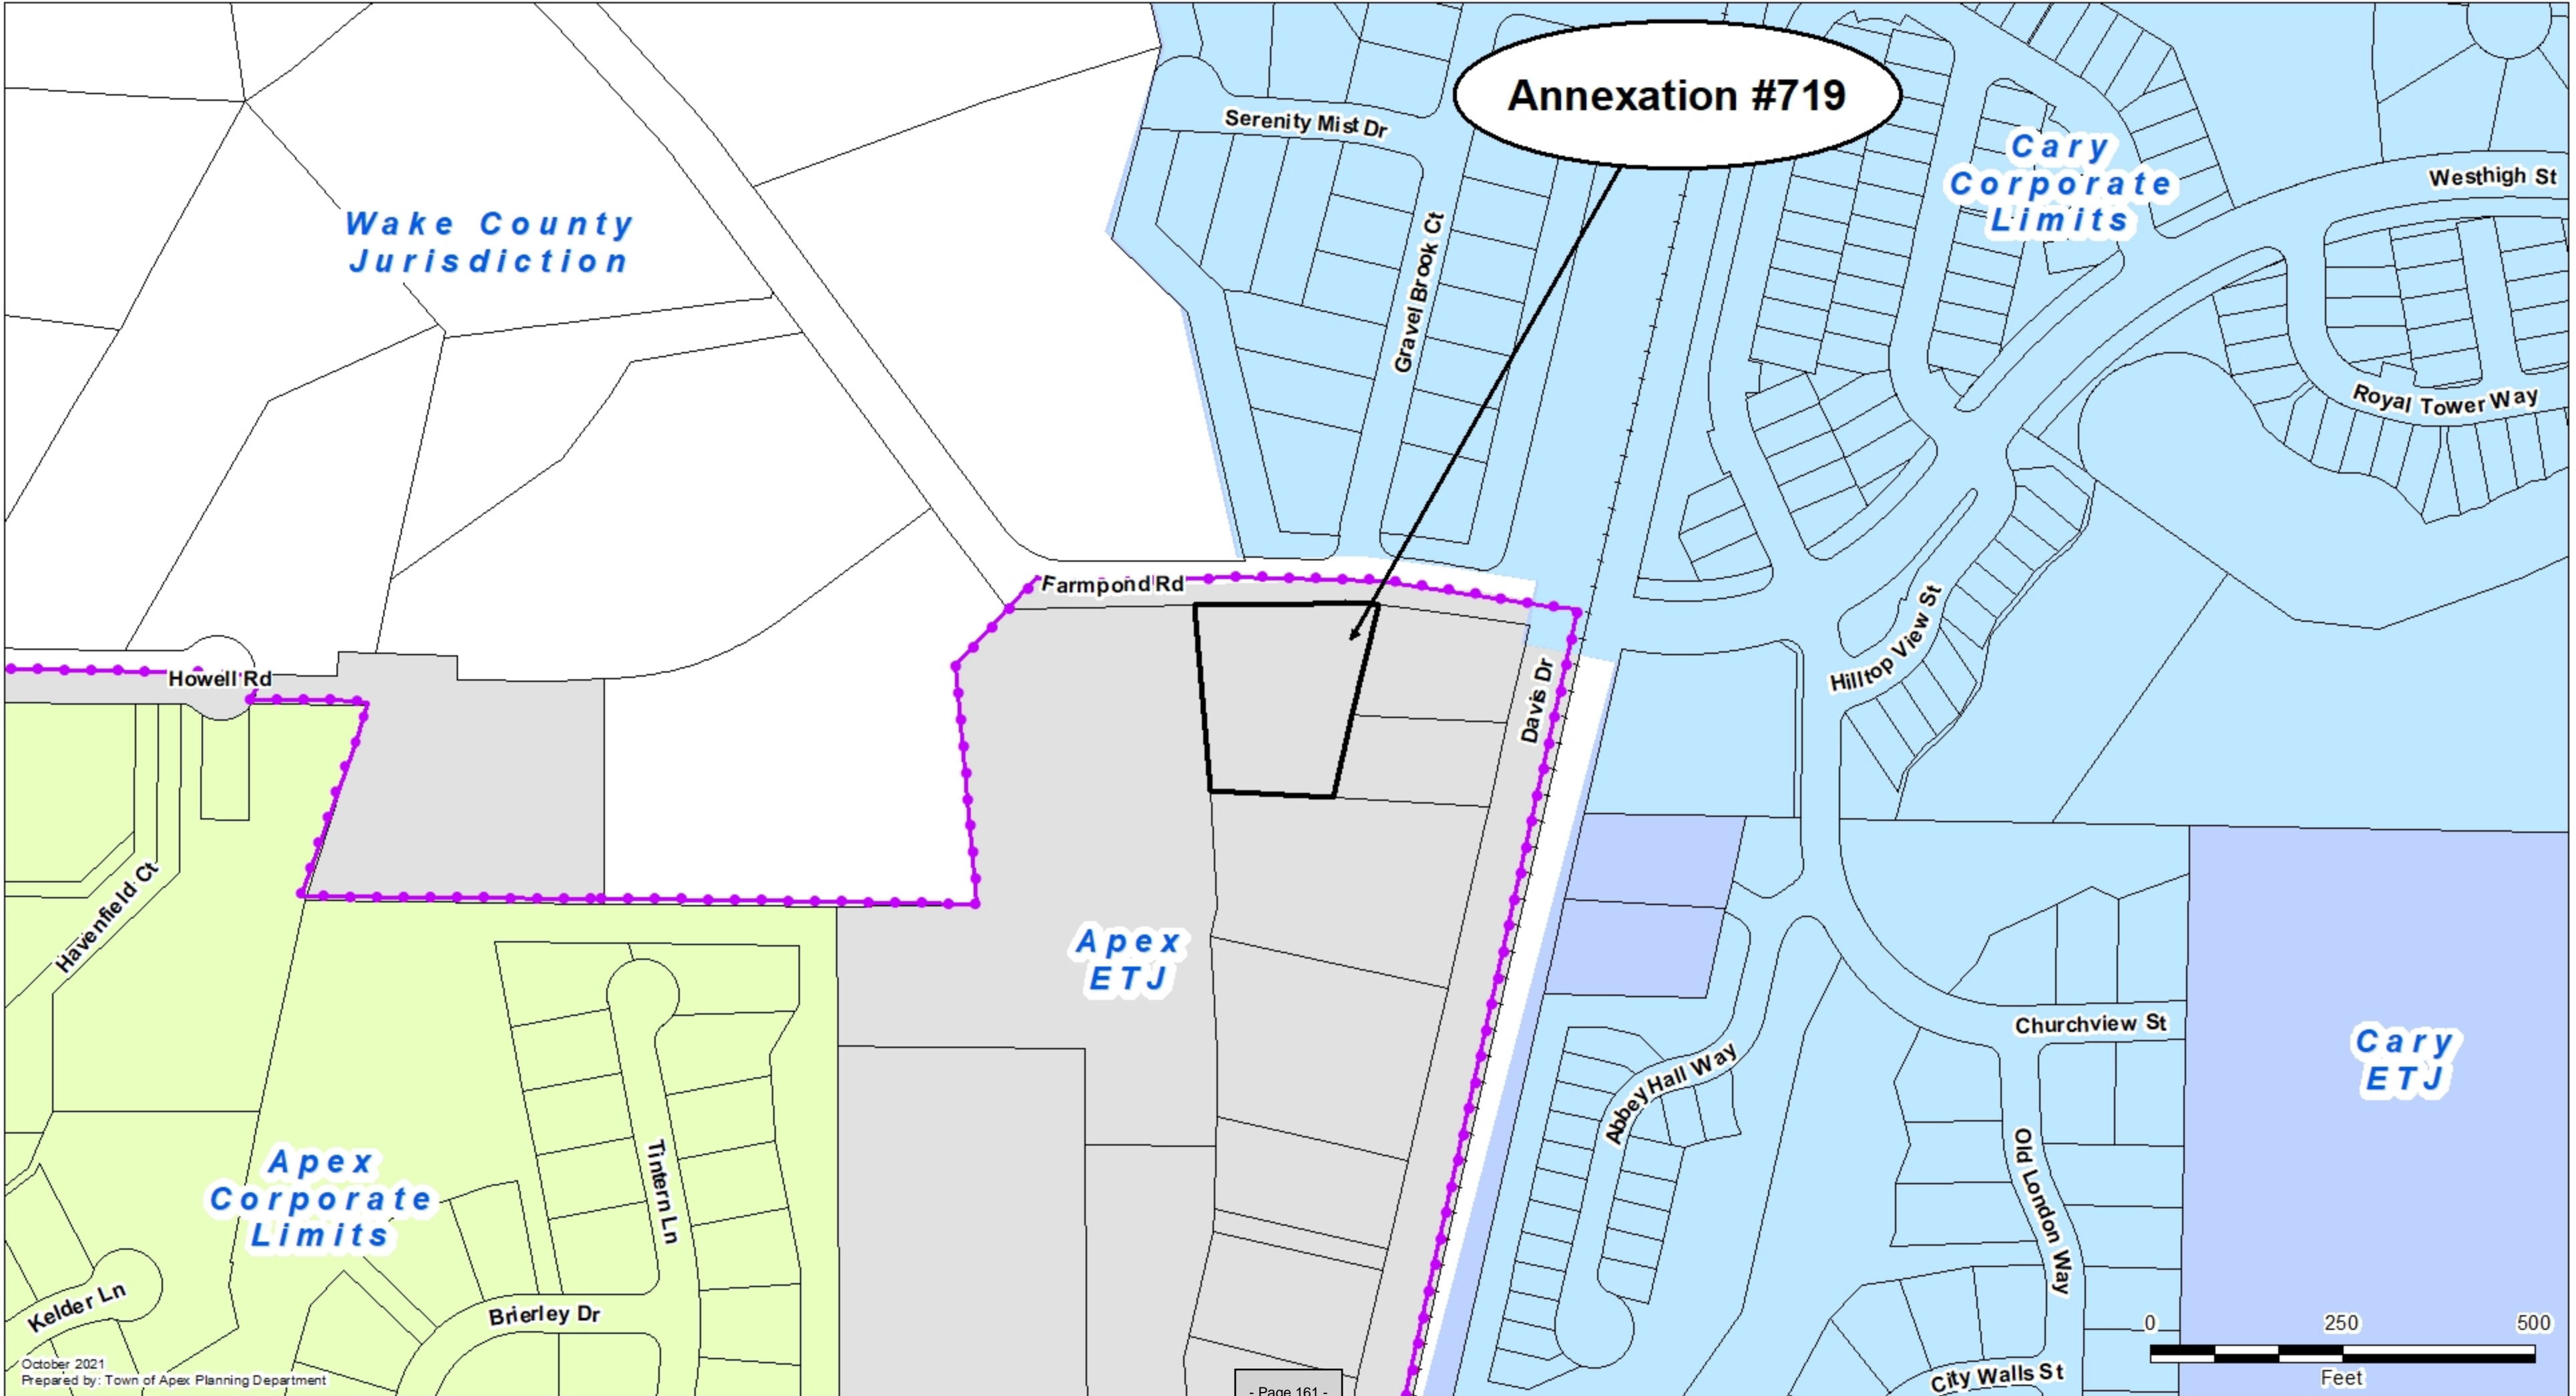 Annexation #719
Serenity Mist Dr
Cary
Corporate
Limits
Westhigh St
Wake County
Jurisdiction
Gravel Brook Ct
Royal Tower Way
Farmpond Rd
Hilltop View St
Howell Rd
Davis Dr
Havenfield Ct
Apex
ETJ
Churchview St
Cary
ETJ
Abbey Hall Way
Apex
Corporate
Limits
Tintern Ln
Old London Way
Kelder Ln
Brierley Dr
0 250 500
Feet
October 2021
Prepared by: Town of Apex Planning Department
City Walls St
- Page 161 -